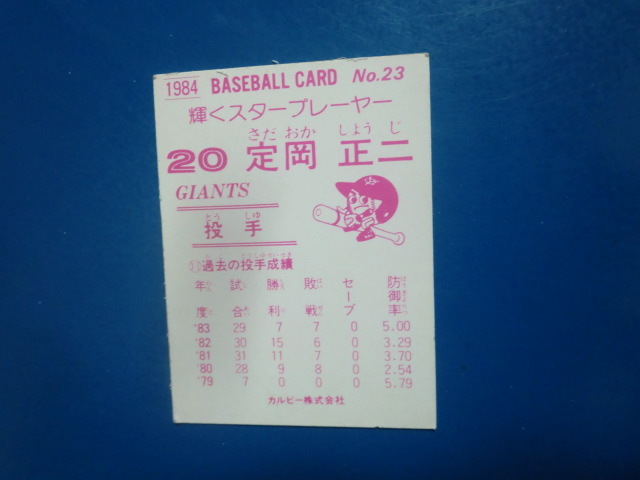 1984 BASEBALL CARD No.23
輝くスタープレーヤー
さだ おか しょう じ
20 定岡 正二
GIANTS
とう しゅ
投手
過去の投手成績
年度 試合 勝利 敗戦 セーブ 防御率
'83 29 7 7 0 5.00
'82 30 15 6 0 3.29
'81 31 11 7 0 3.70
'80 28 9 8 0 2.54
'79 7 0 0 0 5.79
カルビー株式会社